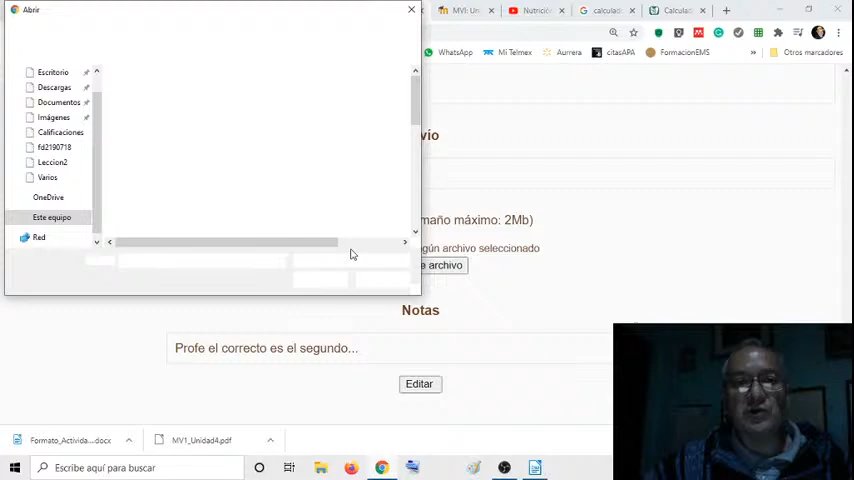 Abrir
MVI: Un
Nutrició
calculad
Calculad
WhatsApp
Mi Telmex
Aurrera
citasAPA
FormacionEMS
Otros marcadores
Escritorio
Descargas
Documentos
Imágenes
Calificaciones
fd2190718
Leccion2
Varios
OneDrive
Este equipo
Red
vío
maño máximo: 2Mb)
gún archivo seleccionado
e archivo
Notas
Profe el correcto es el segundo...
Editar
Formato_Activida....docx
MV1_Unidad4.pdf
Escribe aquí para buscar